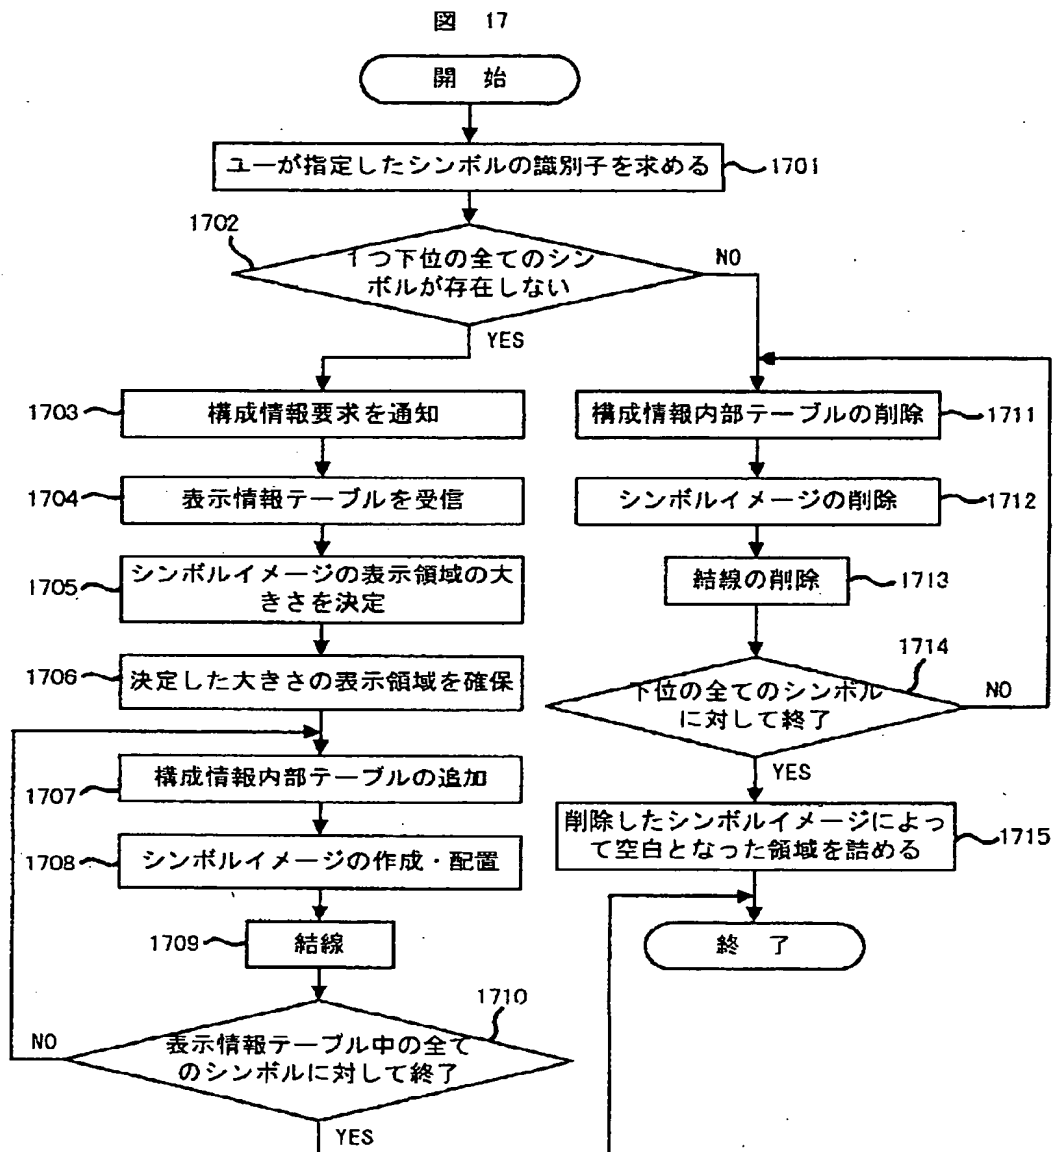 図 17
開 始
ユーが指定したシンボルの識別子を求める
1701
1702
1つ下位の全てのシン
ボルが存在しない
NO
YES
1703
構成情報要求を通知
1704
表示情報テーブルを受信
1705
シンボルイメージの表示領域の大
きさを決定
1706
決定した大きさの表示領域を確保
1707
構成情報内部テーブルの追加
1708
シンボルイメージの作成・配置
1709
結線
1710
表示情報テーブル中の全て
のシンボルに対して終了
NO
YES
構成情報内部テーブルの削除
1711
シンボルイメージの削除
1712
結線の削除
1713
1714
下位の全てのシンボル
に対して終了
NO
YES
削除したシンボルイメージによっ
て空白となった領域を詰める
1715
終 了